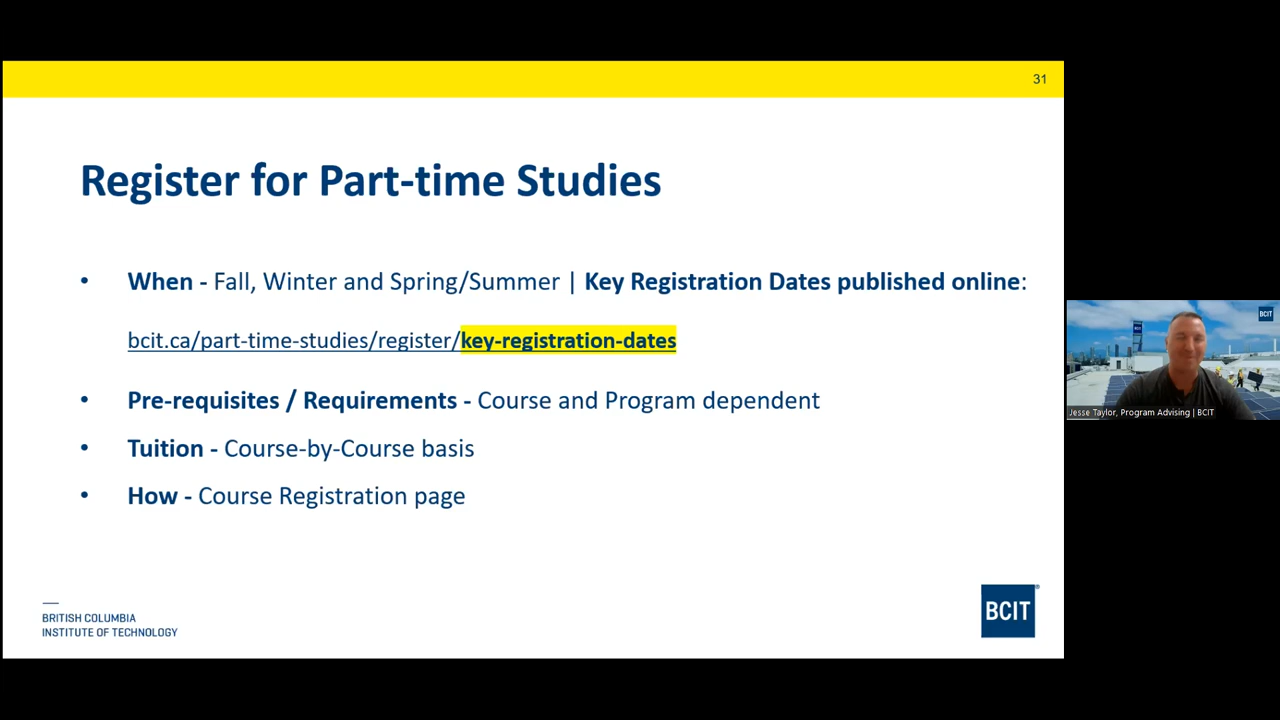 31
Register for Part-time Studies
• When - Fall, Winter and Spring/Summer | Key Registration Dates published online:
bcit.ca/part-time-studies/register/key-registration-dates
• Pre-requisites / Requirements - Course and Program dependent
• Tuition - Course-by-Course basis
• How - Course Registration page
BRITISH COLUMBIA
INSTITUTE OF TECHNOLOGY
BCIT®
BCIT
BCIT
Jesse Taylor, Program Advising | BCIT